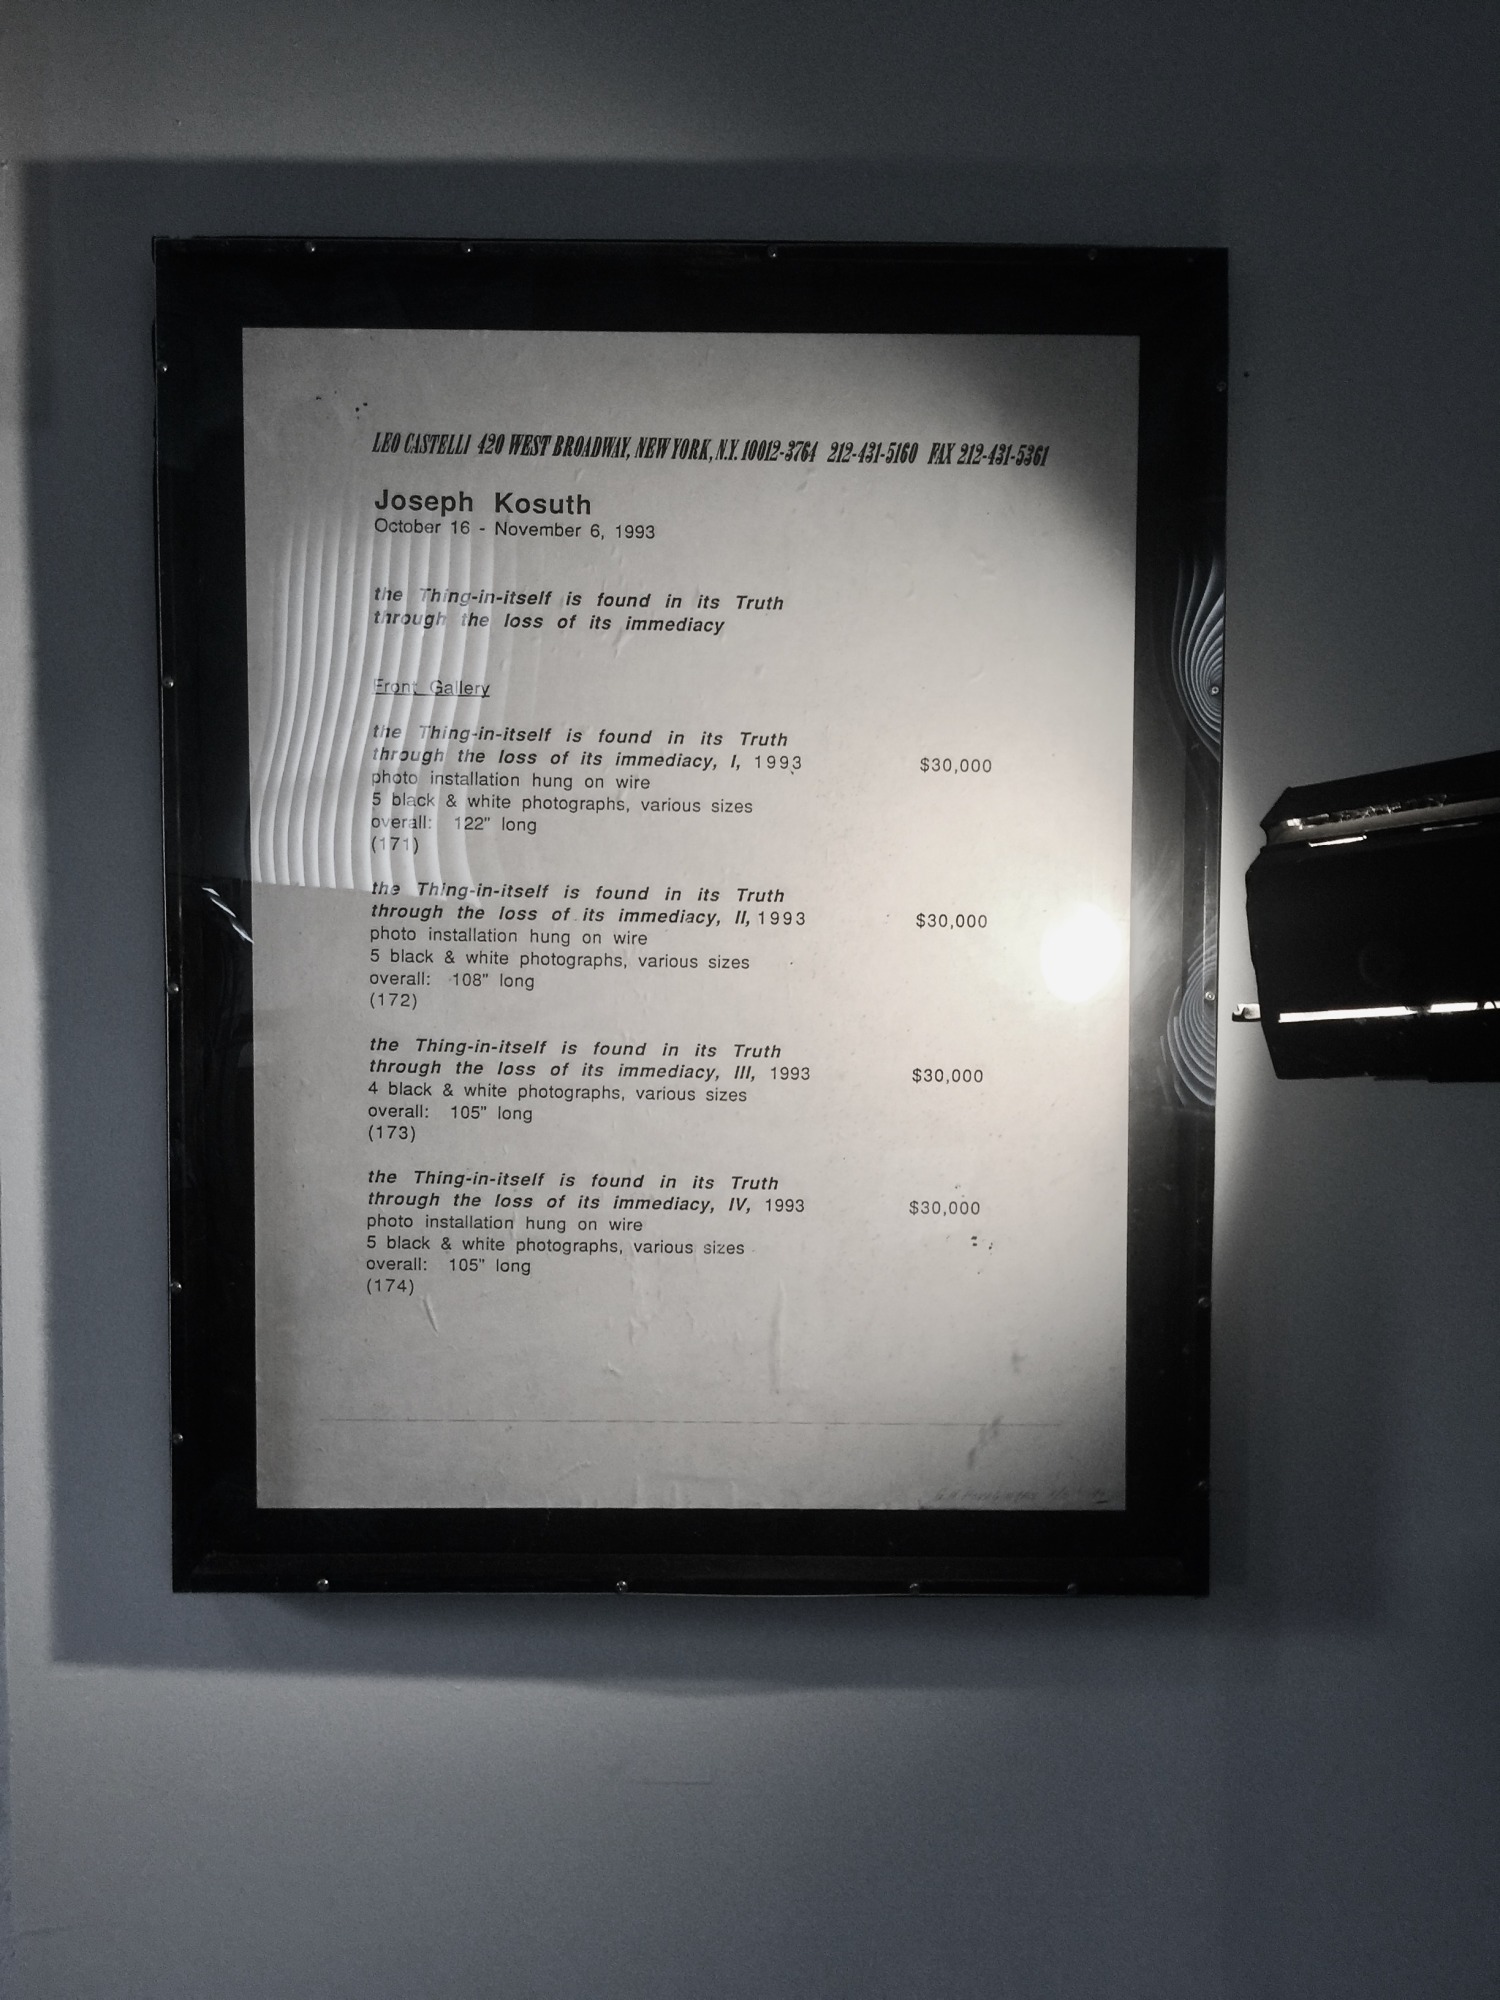 LEO CASTELLI 420 WEST BROADWAY, NEW YORK, N.Y. 10012-3764 212-431-5160 FAX 212-431-5361
Joseph Kosuth
October 16 - November 6, 1993
the Thing-in-itself is found in its Truth
through the loss of its immediacy
Front Gallery
the Thing-in-itself is found in its Truth
through the loss of its immediacy, I, 1993 $30,000
photo installation hung on wire
5 black & white photographs, various sizes
overall: 122" long
(171)
the Thing-in-itself is found in its Truth
through the loss of its immediacy, II, 1993 $30,000
photo installation hung on wire
5 black & white photographs, various sizes
overall: 108" long
(172)
the Thing-in-itself is found in its Truth
through the loss of its immediacy, III, 1993 $30,000
4 black & white photographs, various sizes
overall: 105" long
(173)
the Thing-in-itself is found in its Truth
through the loss of its immediacy, IV, 1993 $30,000
photo installation hung on wire
5 black & white photographs, various sizes
overall: 105" long
(174)